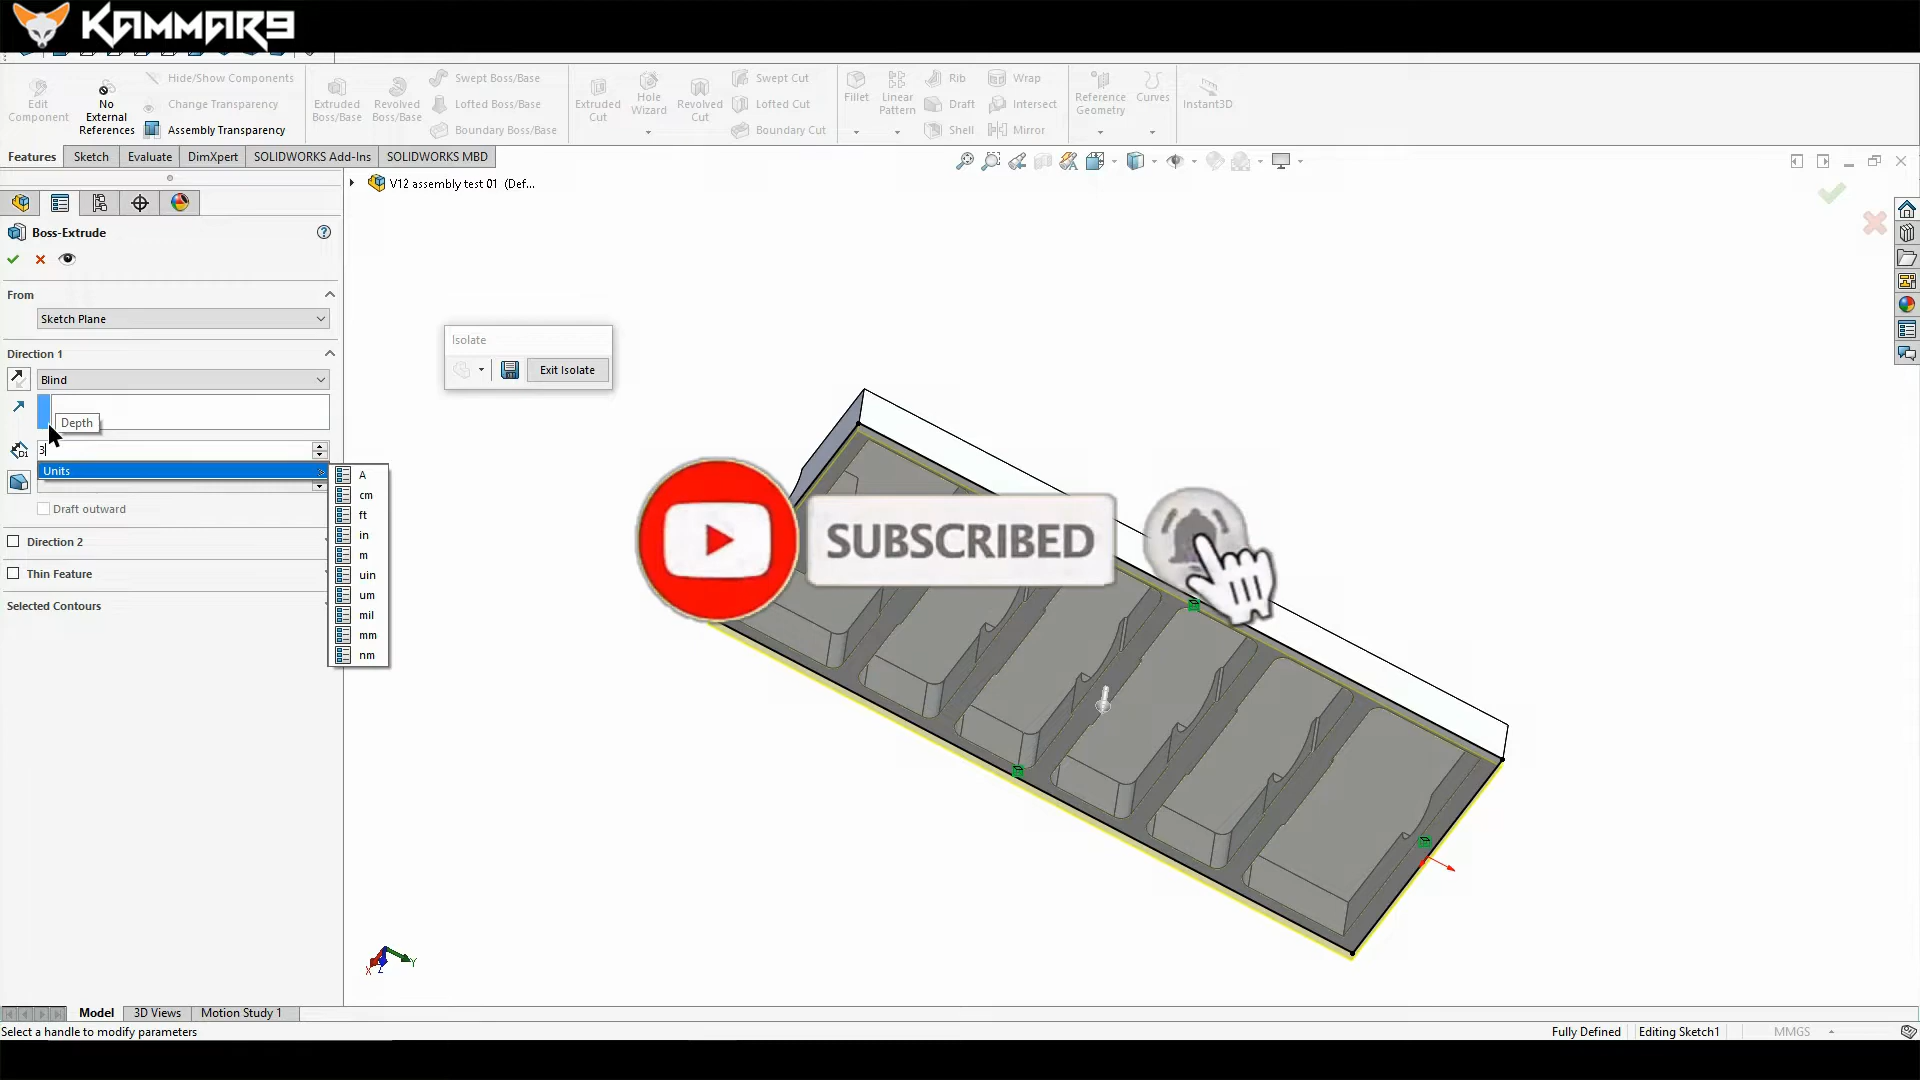 KAMMAR9
Edit Component
No External References
Hide/Show Components
Change Transparency
Assembly Transparency
Extruded Boss/Base
Revolved Boss/Base
Swept Boss/Base
Lofted Boss/Base
Boundary Boss/Base
Extruded Cut
Hole Wizard
Revolved Cut
Swept Cut
Lofted Cut
Boundary Cut
Fillet
Linear Pattern
Rib
Draft
Shell
Wrap
Intersect
Mirror
Reference Geometry
Curves
Instant3D
Features
Sketch
Evaluate
DimXpert
SOLIDWORKS Add-Ins
SOLIDWORKS MBD
V12 assembly test 01 (Def...
Boss-Extrude
From
Sketch Plane
Direction 1
Blind
Depth
D1
3
Units
A
cm
ft
in
m
uin
um
mil
mm
nm
Draft outward
Direction 2
Thin Feature
Selected Contours
Isolate
Exit Isolate
SUBSCRIBED
X
Z
Y
Model
3D Views
Motion Study 1
Select a handle to modify parameters
Fully Defined
Editing Sketch1
MMGS